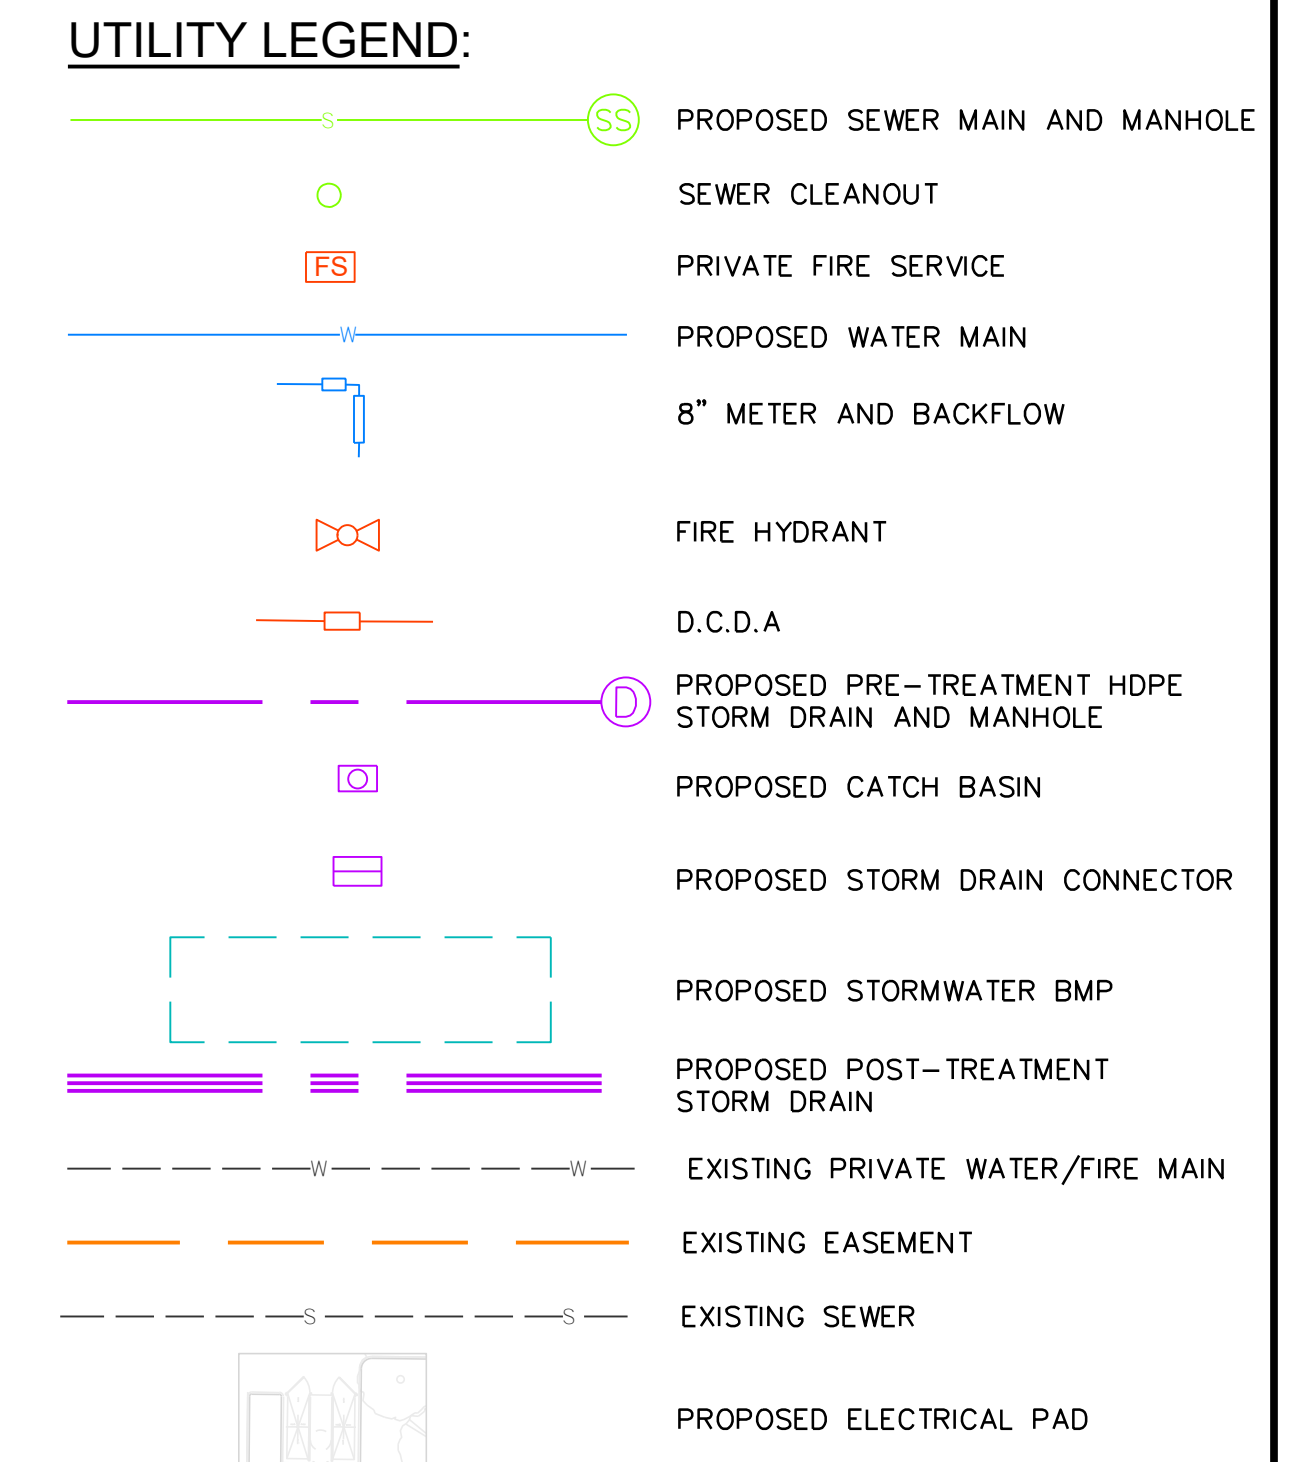 UTILITY LEGEND:
S SS PROPOSED SEWER MAIN AND MANHOLE
SEWER CLEANOUT
FS PRIVATE FIRE SERVICE
W PROPOSED WATER MAIN
8" METER AND BACKFLOW
FIRE HYDRANT
D.C.D.A
D PROPOSED PRE-TREATMENT HDPE
STORM DRAIN AND MANHOLE
PROPOSED CATCH BASIN
PROPOSED STORM DRAIN CONNECTOR
PROPOSED STORMWATER BMP
PROPOSED POST-TREATMENT
STORM DRAIN
W W EXISTING PRIVATE WATER/FIRE MAIN
EXISTING EASEMENT
S S EXISTING SEWER
PROPOSED ELECTRICAL PAD